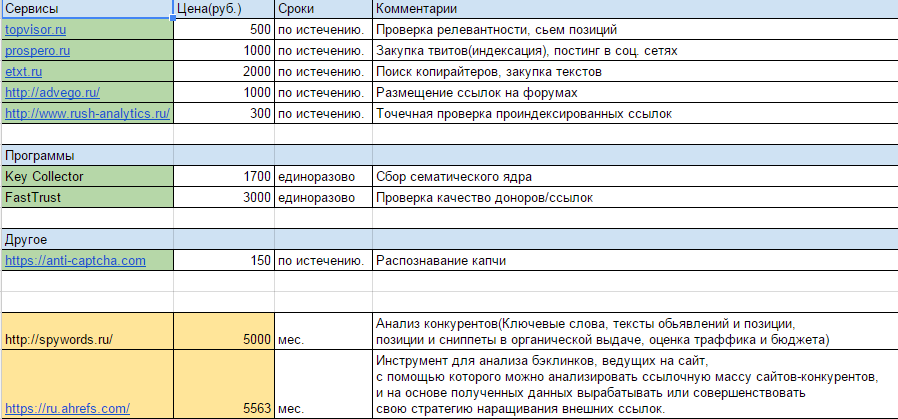 Сервисы Цена(руб.) Сроки Комментарии
topvisor.ru 500 по истечению. Проверка релевантности, сьем позиций
prospero.ru 1000 по истечению. Закупка твитов(индексация), постинг в соц. сетях
etxt.ru 2000 по истечению. Поиск копирайтеров, закупка текстов
http://advego.ru/ 1000 по истечению. Размещение ссылок на форумах
http://www.rush-analytics.ru/ 300 по истечению. Точечная проверка проиндексированных ссылок
Программы
Key Collector 1700 единоразово Сбор сематического ядра
FastTrust 3000 единоразово Проверка качество доноров/ссылок
Другое
https://anti-captcha.com 150 по истечению. Распознавание капчи
http://spywords.ru/ 5000 мес. Анализ конкурентов(Ключевые слова, тексты обьявлений и позиции,
позиции и сниппеты в органической выдаче, оценка траффика и бюджета)
https://ru.ahrefs.com/ 5563 мес. Инструмент для анализа бэклинков, ведущих на сайт,
с помощью которого можно анализировать ссылочную массу сайтов-конкурентов,
и на основе полученных данных вырабатывать или совершенствовать
свою стратегию наращивания внешних ссылок.